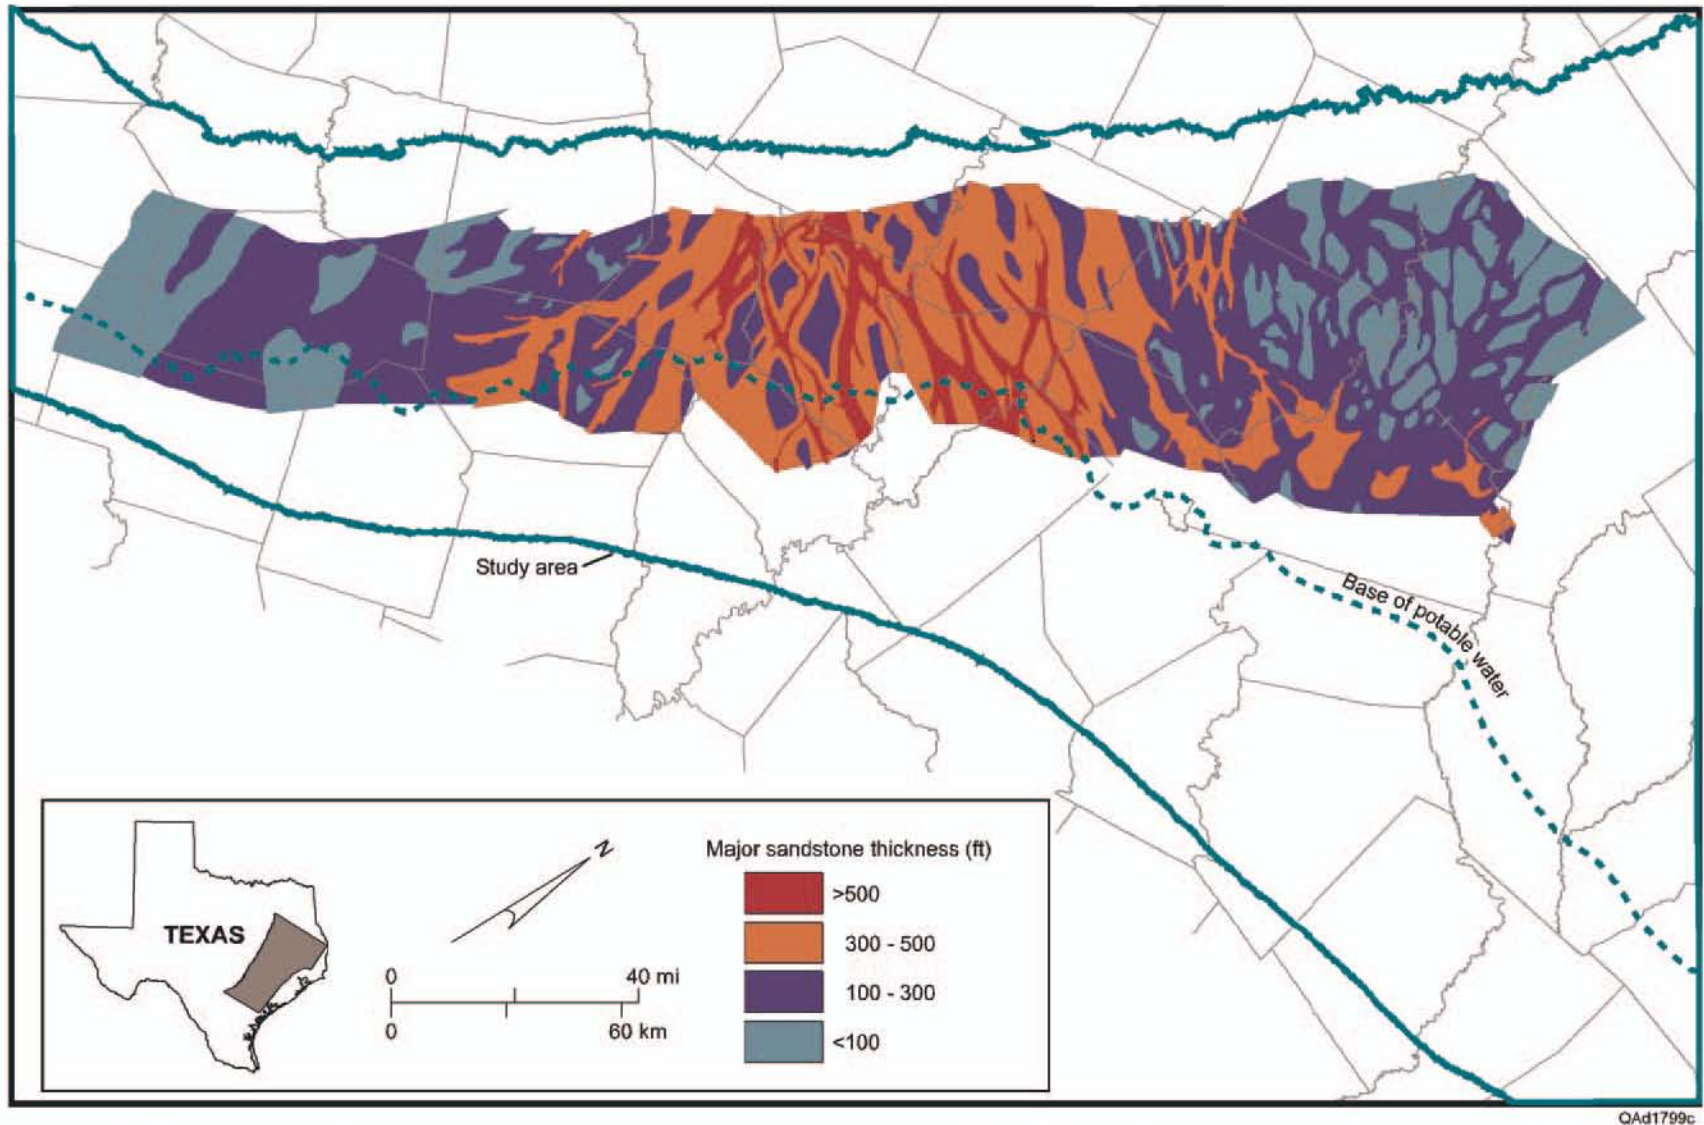 Study area
Base of potable water
TEXAS
N
0 40 mi
0 60 km
Major sandstone thickness (ft)
>500
300 - 500
100 - 300
<100
QAd1799c